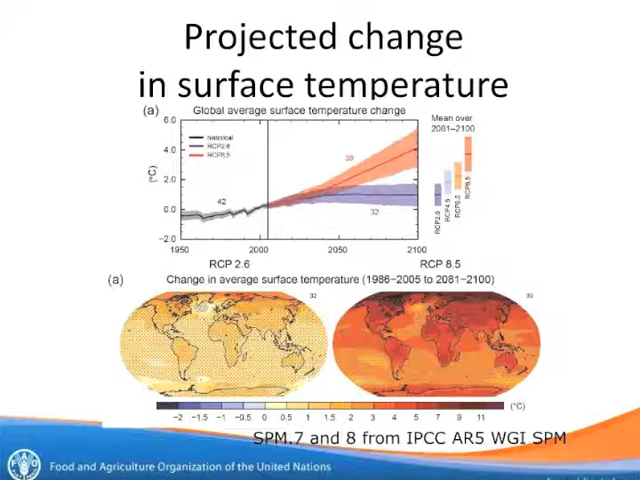 Projected change
in surface temperature
(a)
Global average surface temperature change
Mean over
2081–2100
6.0
historical
RCP2.6
RCP8.5
39
4.0
(°C)
2.0
42
0.0
32
−2.0
RCP2.6
RCP4.5
RCP6.0
RCP8.5
1950
2000
2050
2100
RCP 2.6
RCP 8.5
(a)
Change in average surface temperature (1986−2005 to 2081−2100)
32
39
−2 −1.5 −1 −0.5 0 0.5 1 1.5 2 3 4 5 7 9 11
(°C)
SPM.7 and 8 from IPCC AR5 WGI SPM
FAO
Food and Agriculture Organization of the United Nations